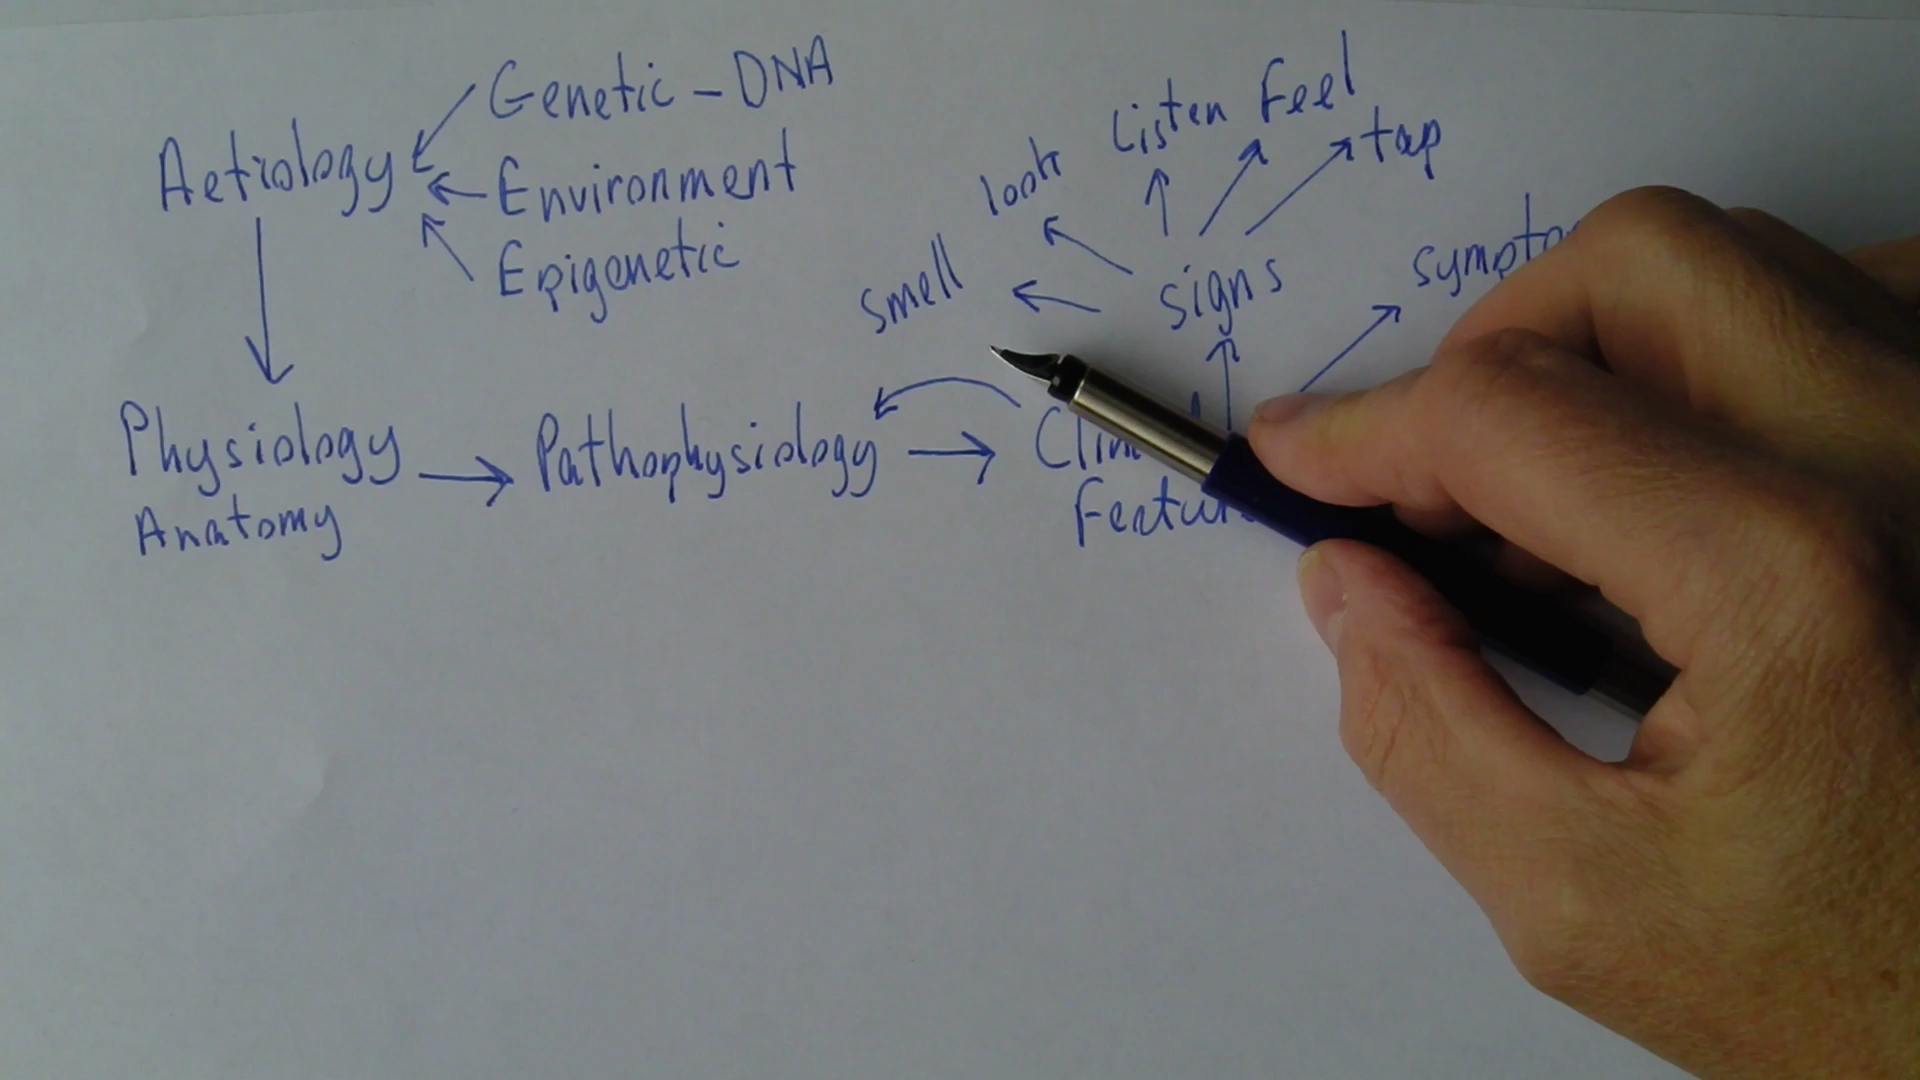 Genetic - DNA
Aetiology
Environment
Epigenetic
Listen Feel
look
tap
smell
signs
Physiology
Anatomy
Pathophysiology